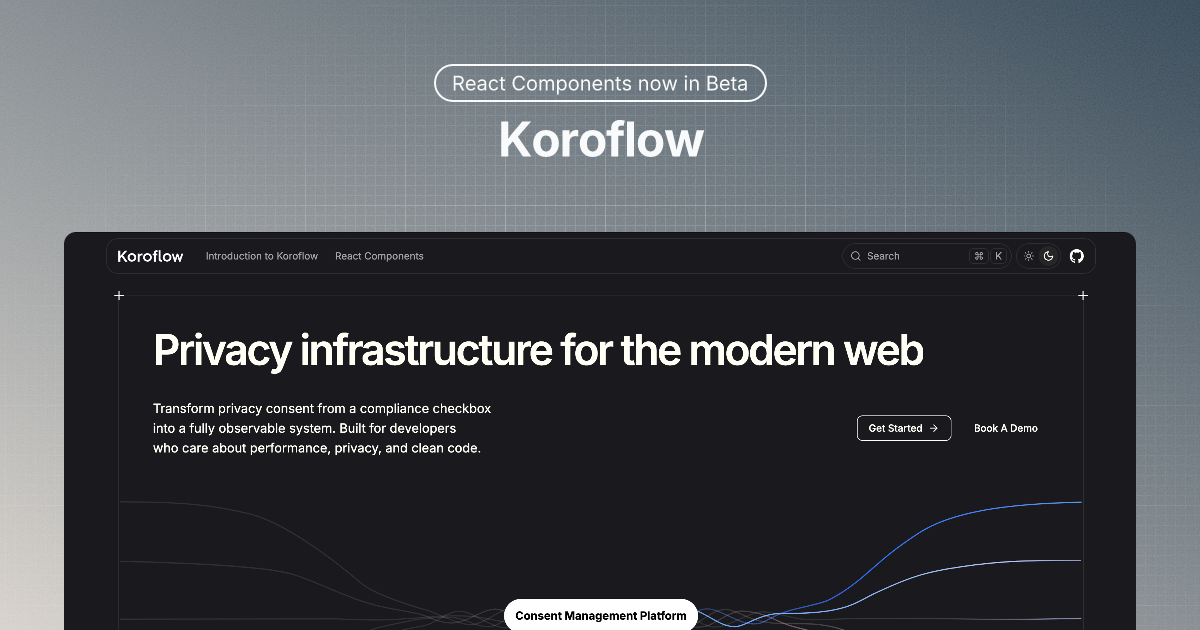 React Components now in Beta
Koroflow
Koroflow
Introduction to Koroflow
React Components
Search
⌘ K
Privacy infrastructure for the modern web
Transform privacy consent from a compliance checkbox
into a fully observable system. Built for developers
who care about performance, privacy, and clean code.
Get Started →
Book A Demo
Consent Management Platform